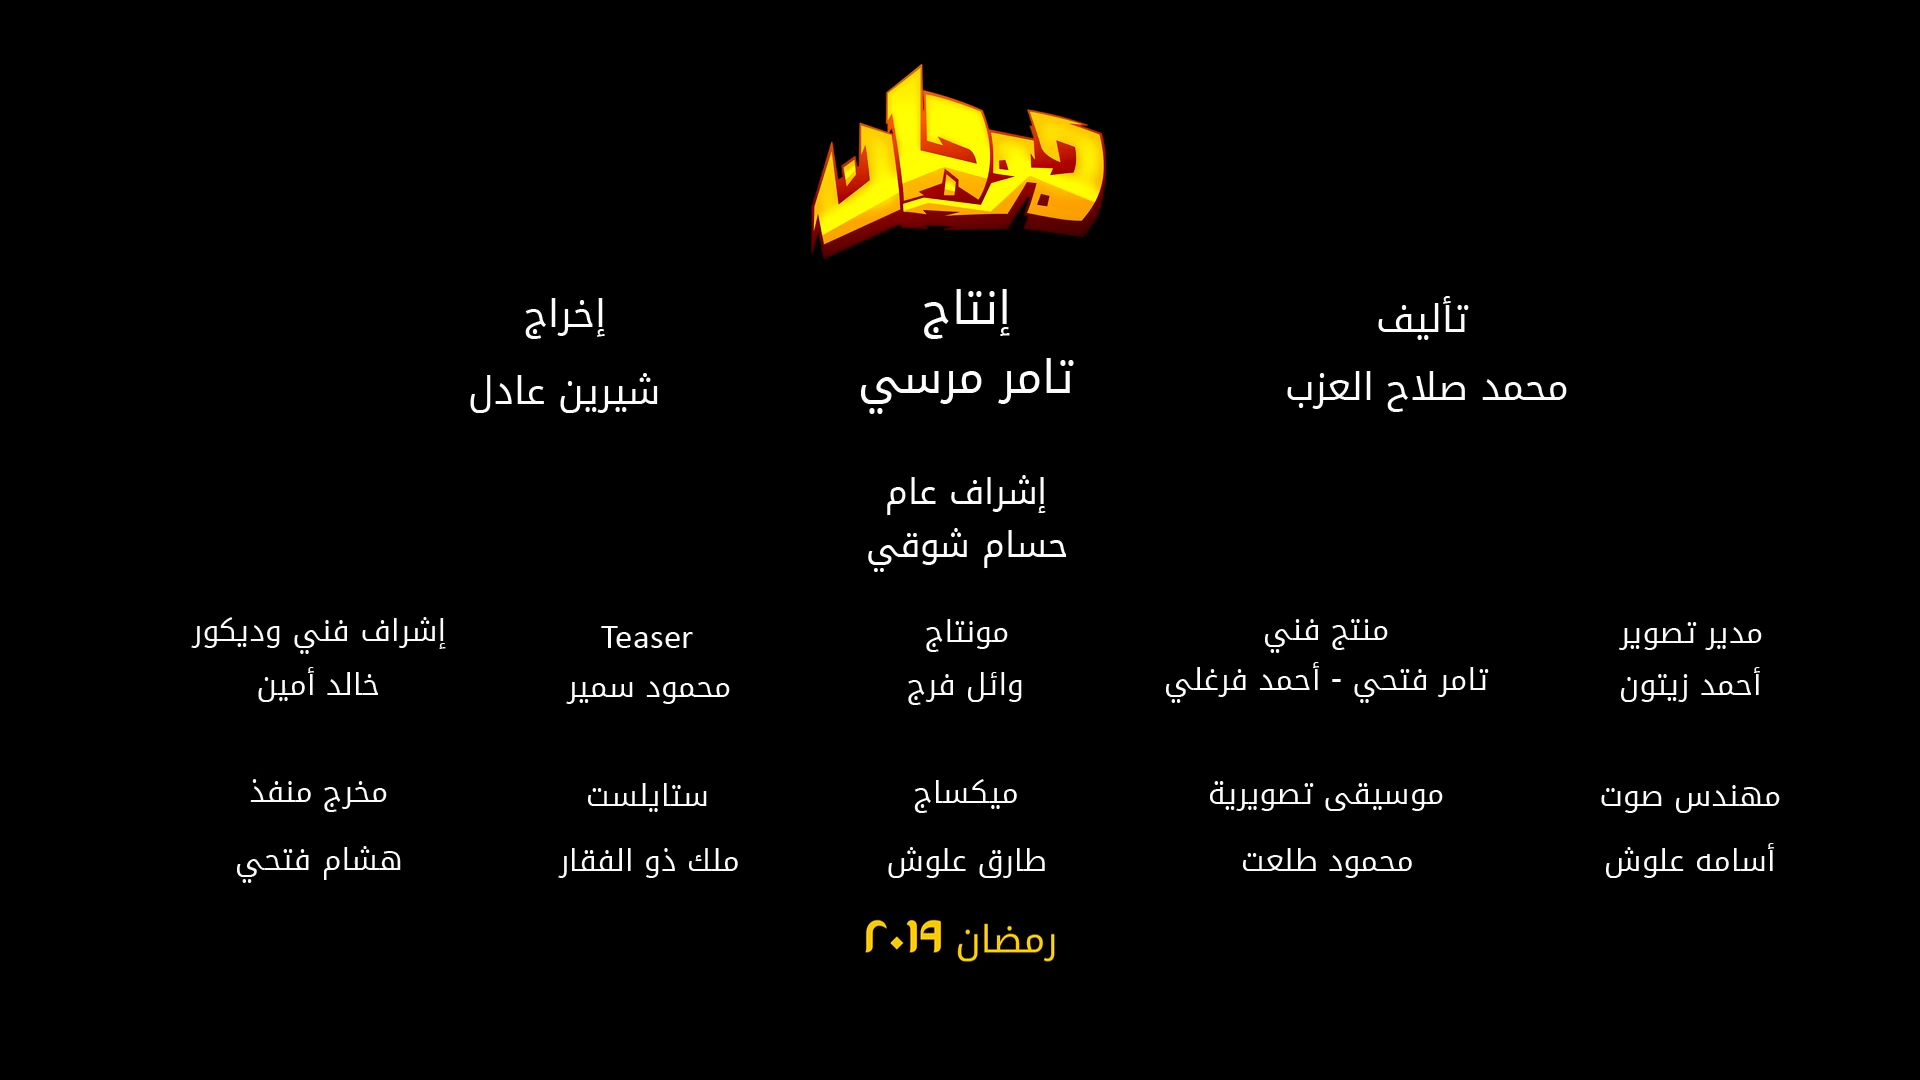 هوجان
تأليف
محمد صلاح العزب
إنتاج
تامر مرسي
إخراج
شيرين عادل
إشراف عام
حسام شوقي
مدير تصوير
أحمد زيتون
منتج فني
تامر فتحي - أحمد فرغلي
مونتاج
وائل فرج
Teaser
محمود سمير
إشراف فني وديكور
خالد أمين
مهندس صوت
أسامه علوش
موسيقى تصويرية
محمود طلعت
ميكساج
طارق علوش
ستايلست
ملك ذو الفقار
مخرج منفذ
هشام فتحي
رمضان ٢٠١٩